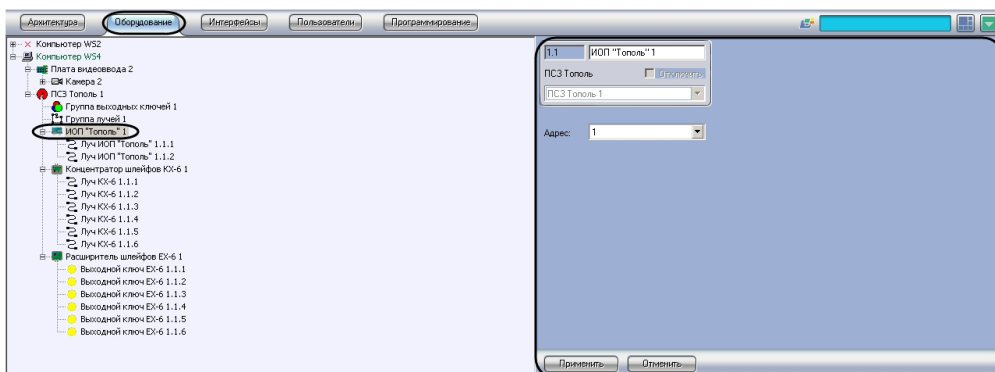 Архитектура Оборудование Интерфейсы Пользователи Программирование
Компьютер WS2
Компьютер WS4
Плата видеоввода 2
Камера 2
ПСЗ Тополь 1
Группа выходных ключей 1
Группа лучей 1
ИОП "Тополь" 1
Луч ИОП "Тополь" 1.1.1
Луч ИОП "Тополь" 1.1.2
Концентратор шлейфов КХ-6 1
Луч КХ-6 1.1.1
Луч КХ-6 1.1.2
Луч КХ-6 1.1.3
Луч КХ-6 1.1.4
Луч КХ-6 1.1.5
Луч КХ-6 1.1.6
Расширитель шлейфов ЕХ-6 1
Выходной ключ ЕХ-6 1.1.1
Выходной ключ ЕХ-6 1.1.2
Выходной ключ ЕХ-6 1.1.3
Выходной ключ ЕХ-6 1.1.4
Выходной ключ ЕХ-6 1.1.5
Выходной ключ ЕХ-6 1.1.6
1.1 ИОП "Тополь" 1
ПСЗ Тополь Отключить
ПСЗ Тополь 1
Адрес: 1
Применить Отменить